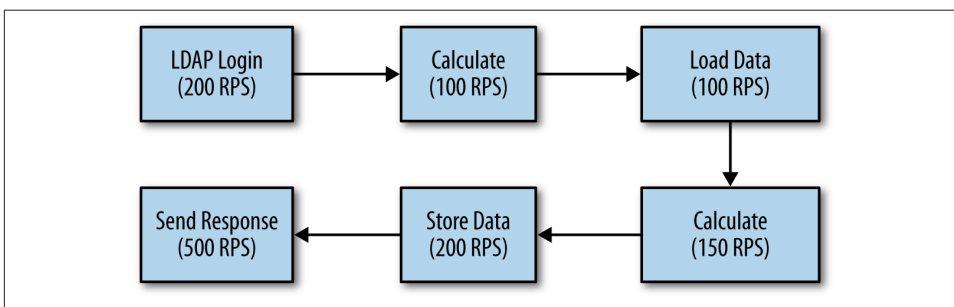 LDAP Login
(200 RPS)
Calculate
(100 RPS)
Load Data
(100 RPS)
Calculate
(150 RPS)
Store Data
(200 RPS)
Send Response
(500 RPS)